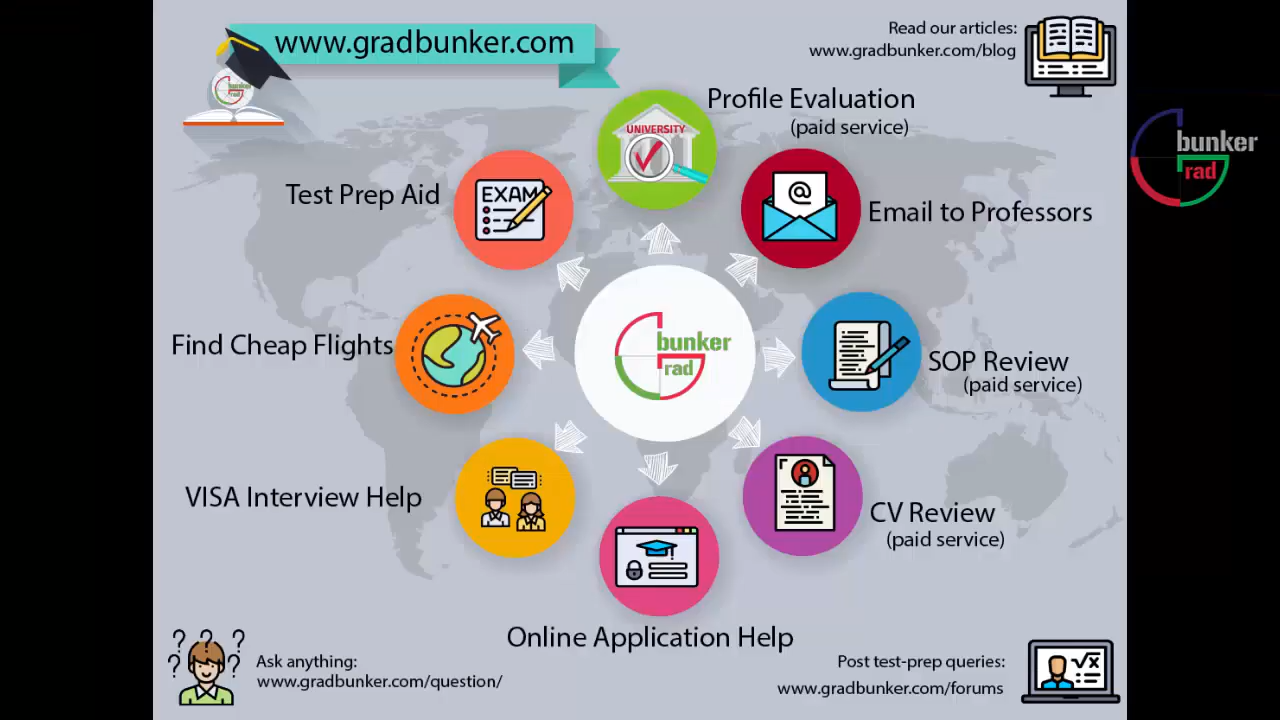 www.gradbunker.com
Read our articles:
www.gradbunker.com/blog
bunker
rad
Profile Evaluation
(paid service)
UNIVERSITY
bunker
rad
Test Prep Aid
EXAM
@
Email to Professors
Find Cheap Flights
bunker
rad
SOP Review
(paid service)
VISA Interview Help
CV Review
(paid service)
Online Application Help
? ? ?
? ?
Ask anything:
www.gradbunker.com/question/
Post test-prep queries:
www.gradbunker.com/forums
√x